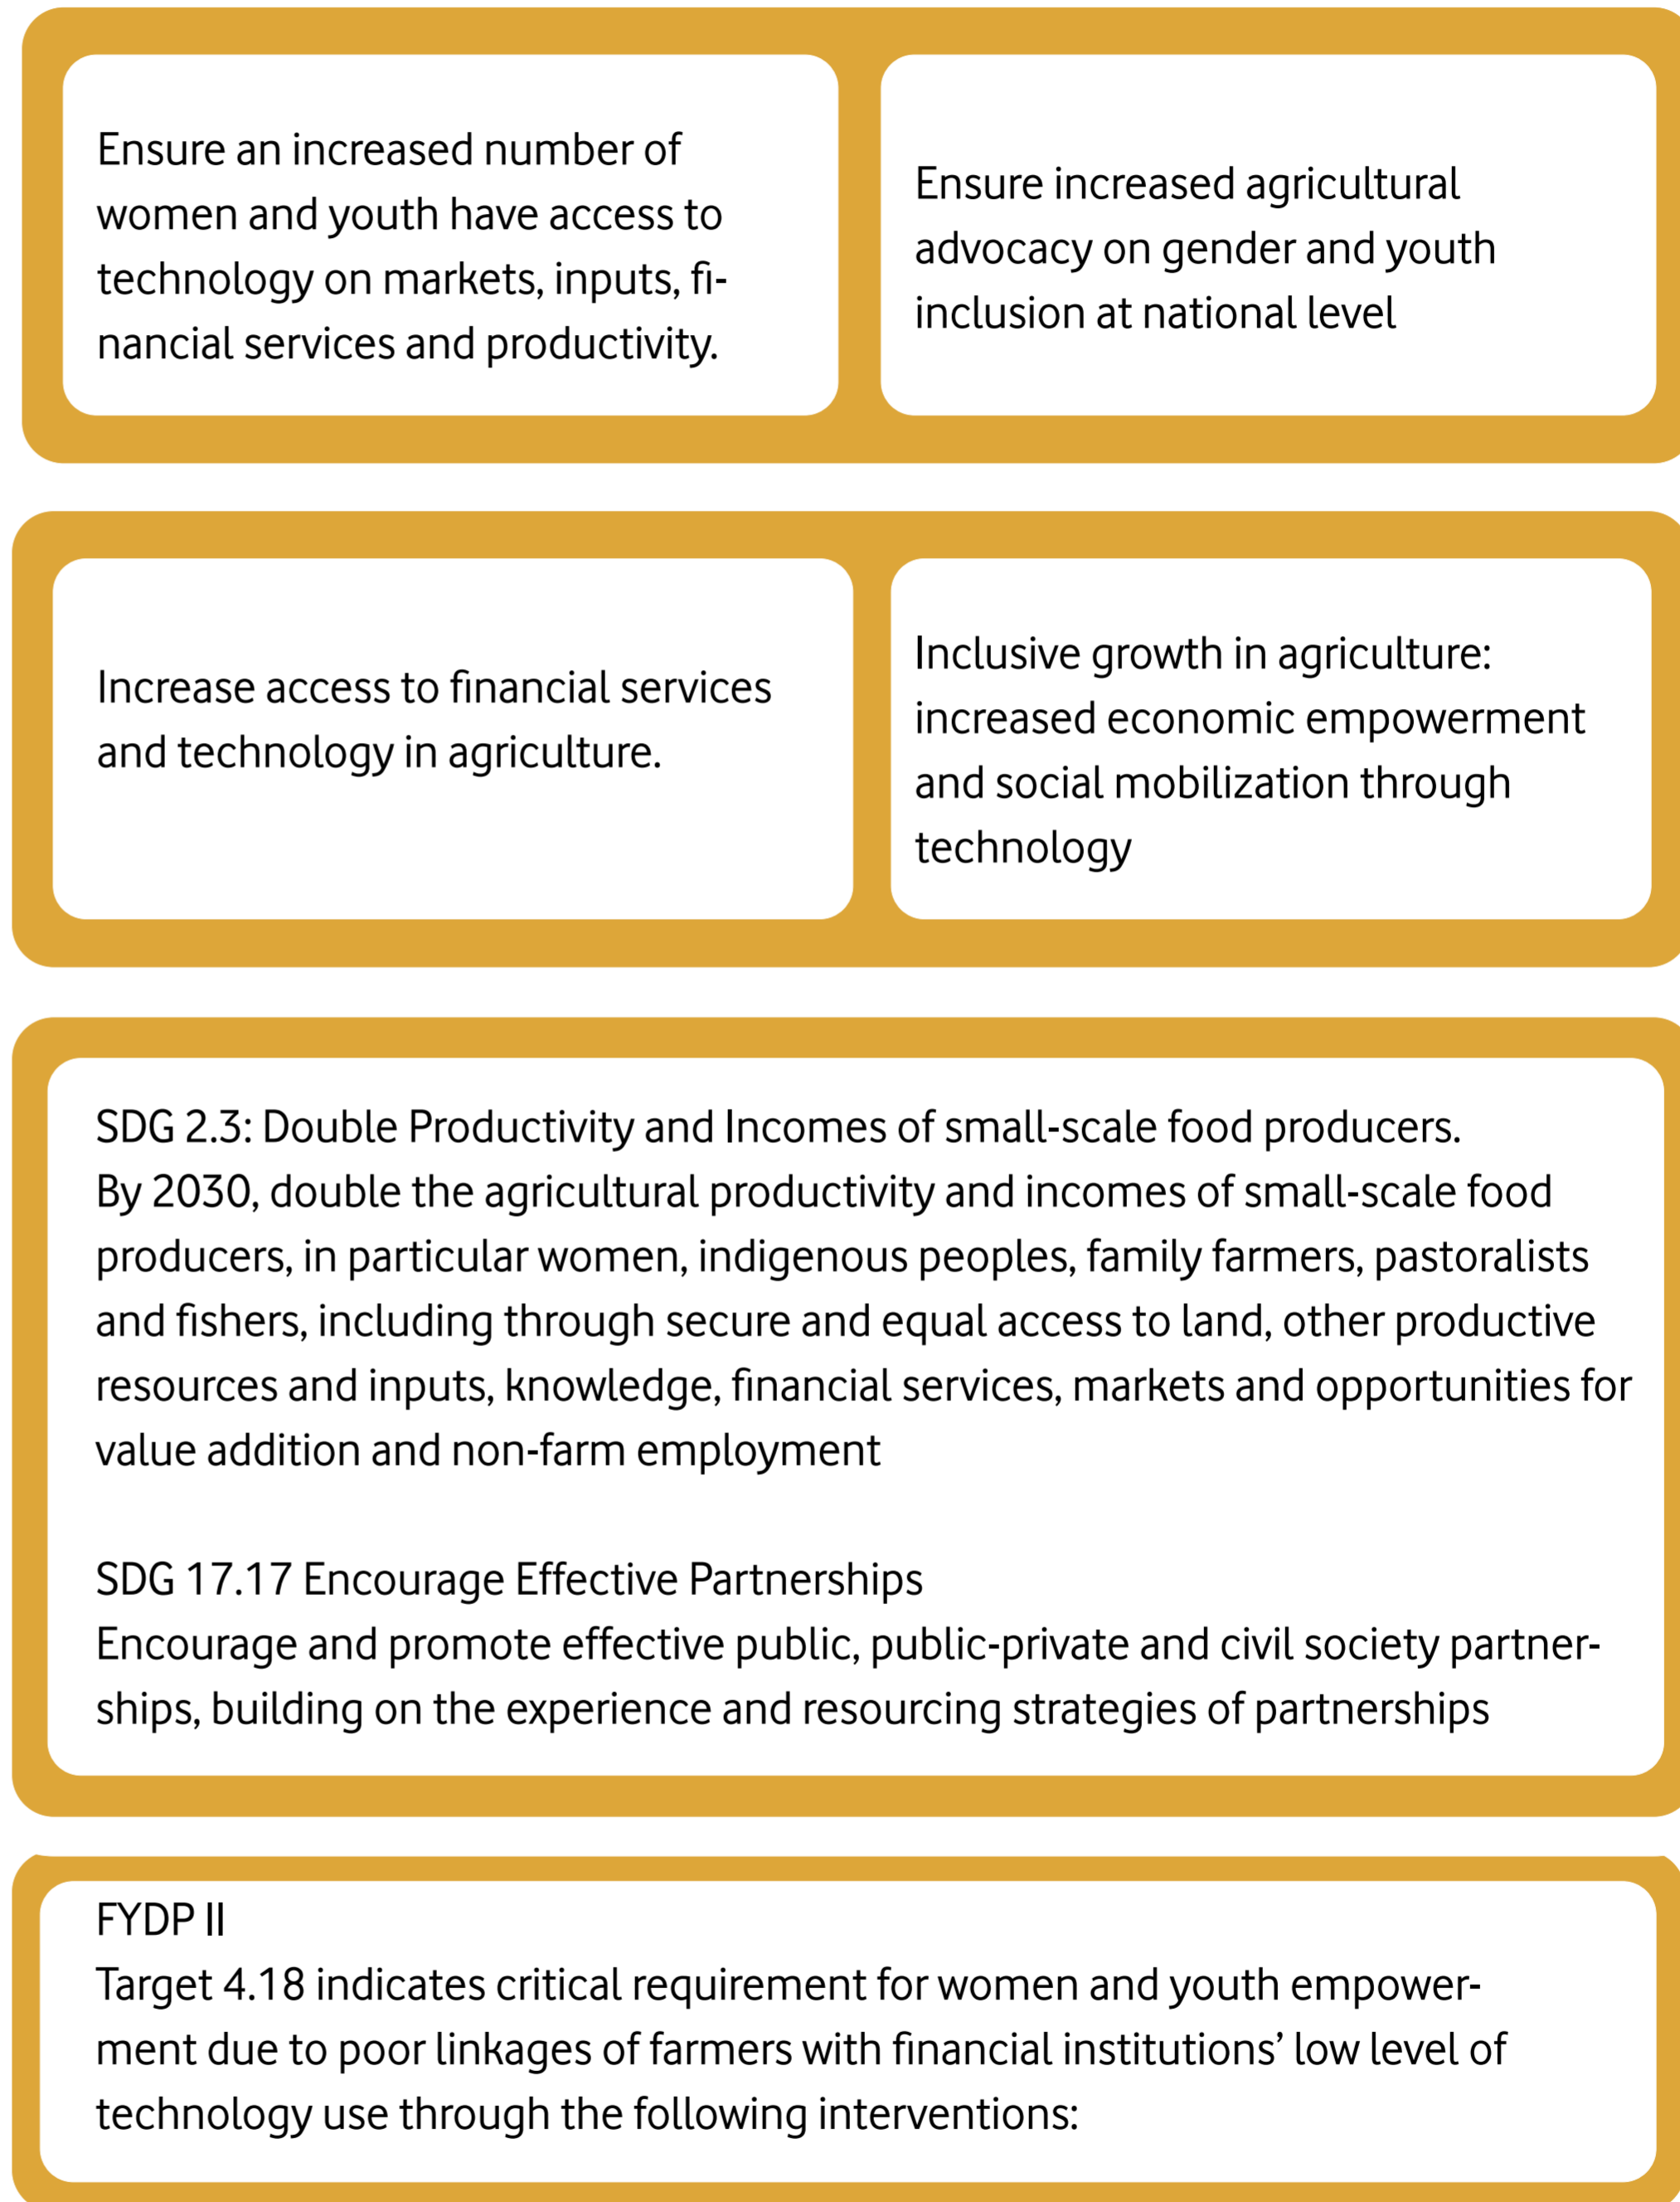 Ensure an increased number of
women and youth have access to
technology on markets, inputs, fi-
nancial services and productivity.
Ensure increased agricultural
advocacy on gender and youth
inclusion at national level
Increase access to financial services
and technology in agriculture.
Inclusive growth in agriculture:
increased economic empowerment
and social mobilization through
technology
SDG 2.3: Double Productivity and Incomes of small-scale food producers.
By 2030, double the agricultural productivity and incomes of small-scale food
producers, in particular women, indigenous peoples, family farmers, pastoralists
and fishers, including through secure and equal access to land, other productive
resources and inputs, knowledge, financial services, markets and opportunities for
value addition and non-farm employment
SDG 17.17 Encourage Effective Partnerships
Encourage and promote effective public, public-private and civil society partner-
ships, building on the experience and resourcing strategies of partnerships
FYDP II
Target 4.18 indicates critical requirement for women and youth empower-
ment due to poor linkages of farmers with financial institutions’ low level of
technology use through the following interventions: